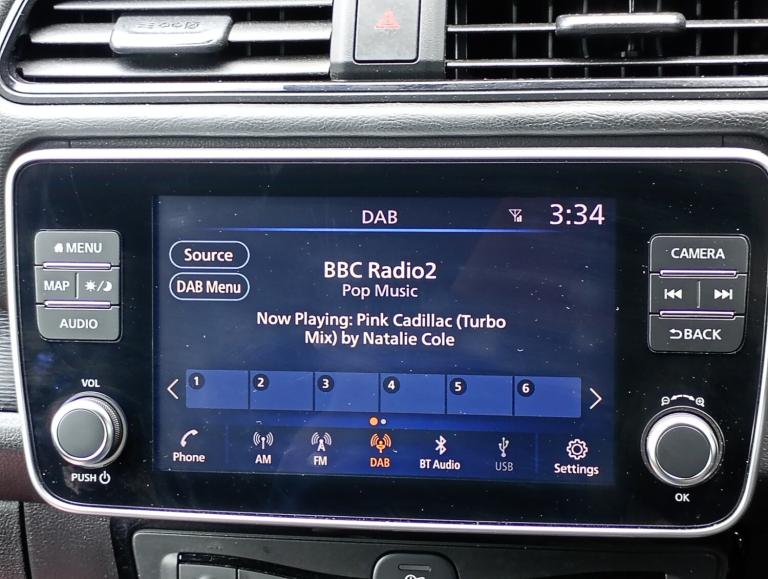 DAB
3:34
MENU
MAP
AUDIO
VOL
PUSH
Source
DAB Menu
BBC Radio2
Pop Music
Now Playing: Pink Cadillac (Turbo
Mix) by Natalie Cole
1 2 3 4 5 6
Phone AM FM DAB BT Audio USB Settings
CAMERA
BACK
OK